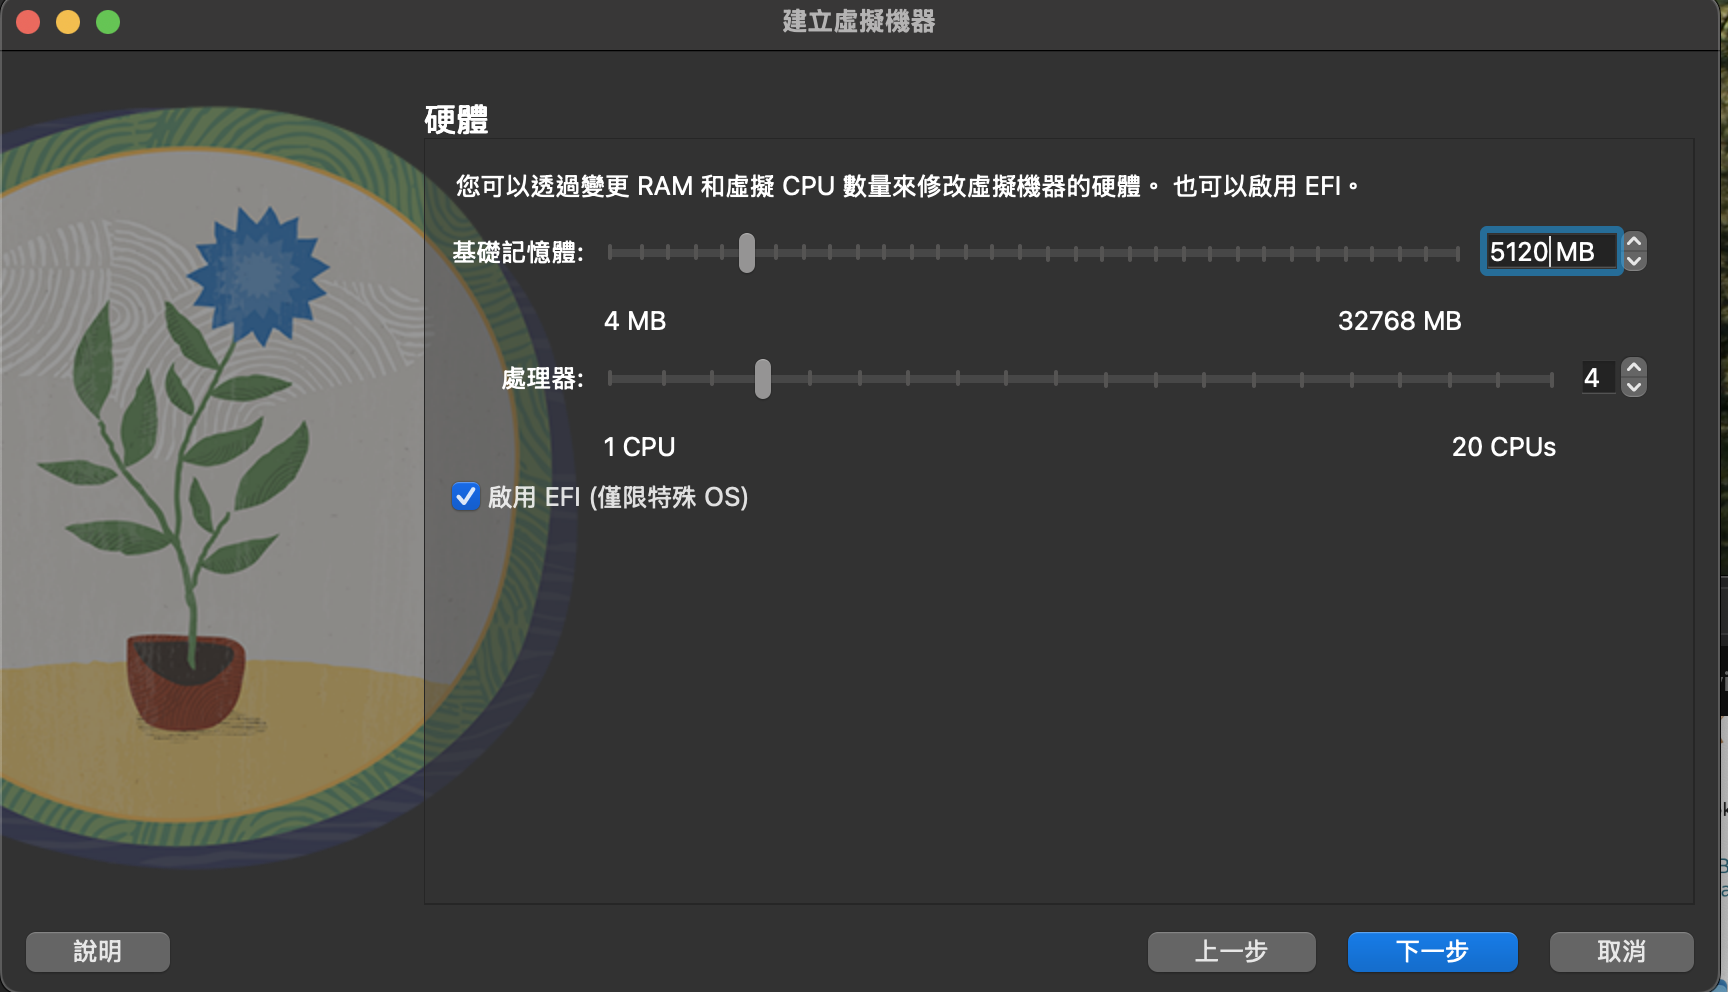 建立虛擬機器
硬體
您可以透過變更 RAM 和虛擬 CPU 數量來修改虛擬機器的硬體。 也可以啟用 EFI。
基礎記憶體: 5120 MB
4 MB 32768 MB
處理器: 4
1 CPU 20 CPUs
啟用 EFI (僅限特殊 OS)
說明 上一步 下一步 取消